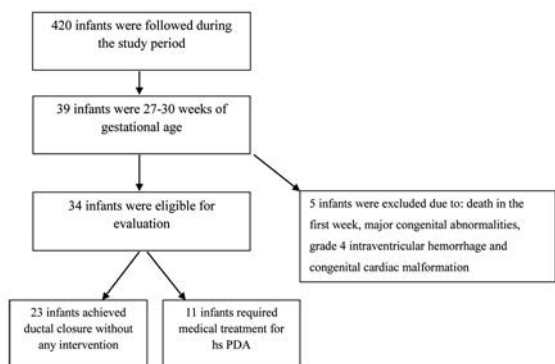 420 infants were followed during
the study period
39 infants were 27-30 weeks of
gestational age
34 infants were eligible for
evaluation
5 infants were excluded due to: death in the
first week, major congenital abnormalities,
grade 4 intraventricular hemorrhage and
congenital cardiac malformation
23 infants achieved
ductal closure without
any intervention
11 infants required
medical treatment for
hs PDA